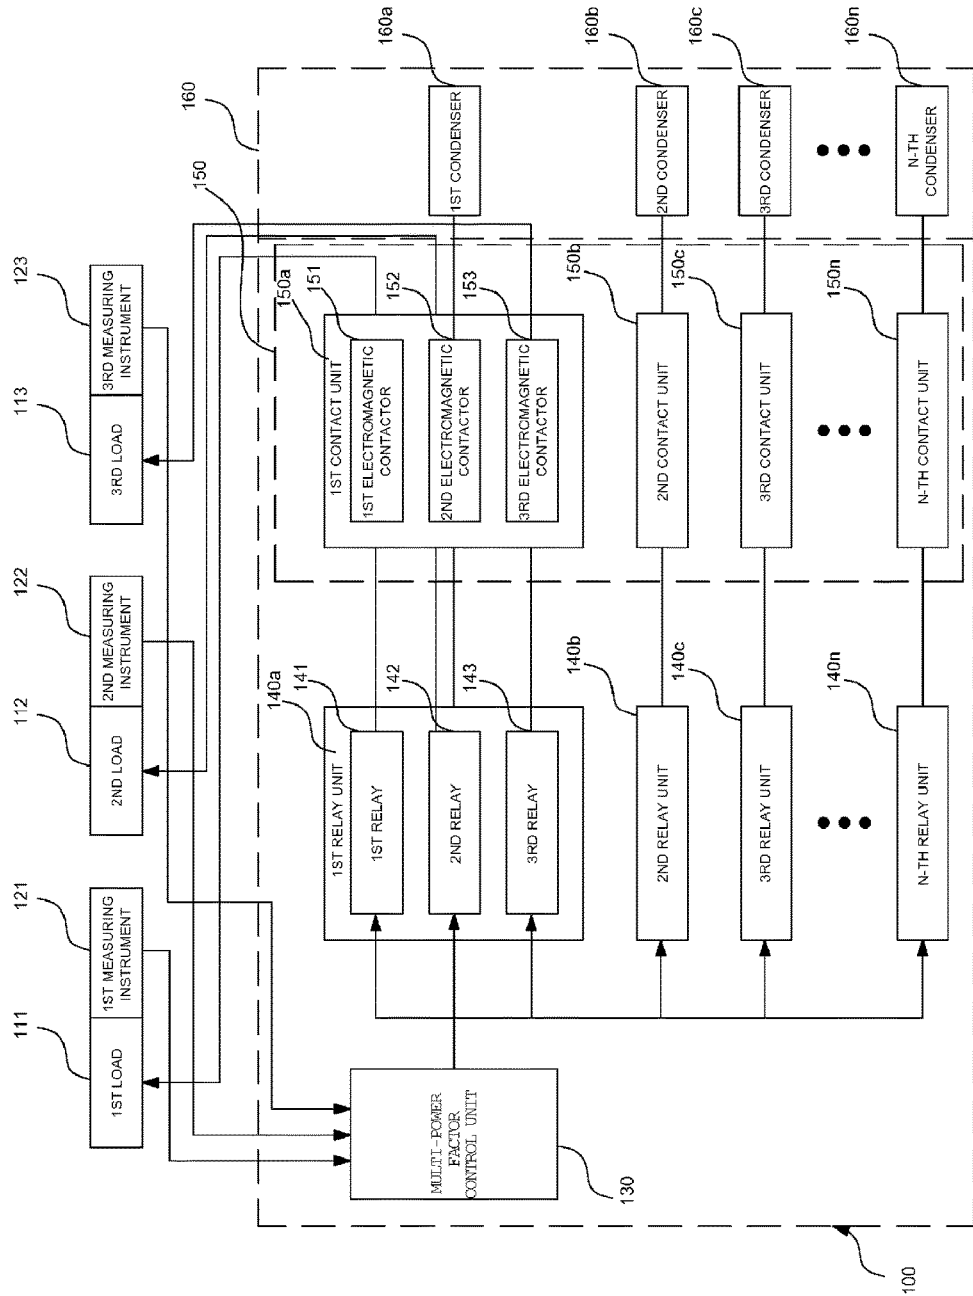 111
121
112
122
113
123
1ST LOAD
1ST MEASURING
INSTRUMENT
2ND LOAD
2ND MEASURING
INSTRUMENT
3RD LOAD
3RD MEASURING
INSTRUMENT
150
160
MULTI-POWER
FACTOR
CONTROL UNIT
130
100
140a
1ST RELAY UNIT
141
1ST RELAY
142
2ND RELAY
143
3RD RELAY
140b
2ND RELAY UNIT
140c
3RD RELAY UNIT
140n
N-TH RELAY UNIT
150a
1ST CONTACT UNIT
151
1ST ELECTROMAGNETIC
CONTACTOR
152
2ND ELECTROMAGNETIC
CONTACTOR
153
3RD ELECTROMAGNETIC
CONTACTOR
150b
2ND CONTACT UNIT
150c
3RD CONTACT UNIT
150n
N-TH CONTACT UNIT
160a
1ST CONDENSER
160b
2ND CONDENSER
160c
3RD CONDENSER
160n
N-TH
CONDENSER